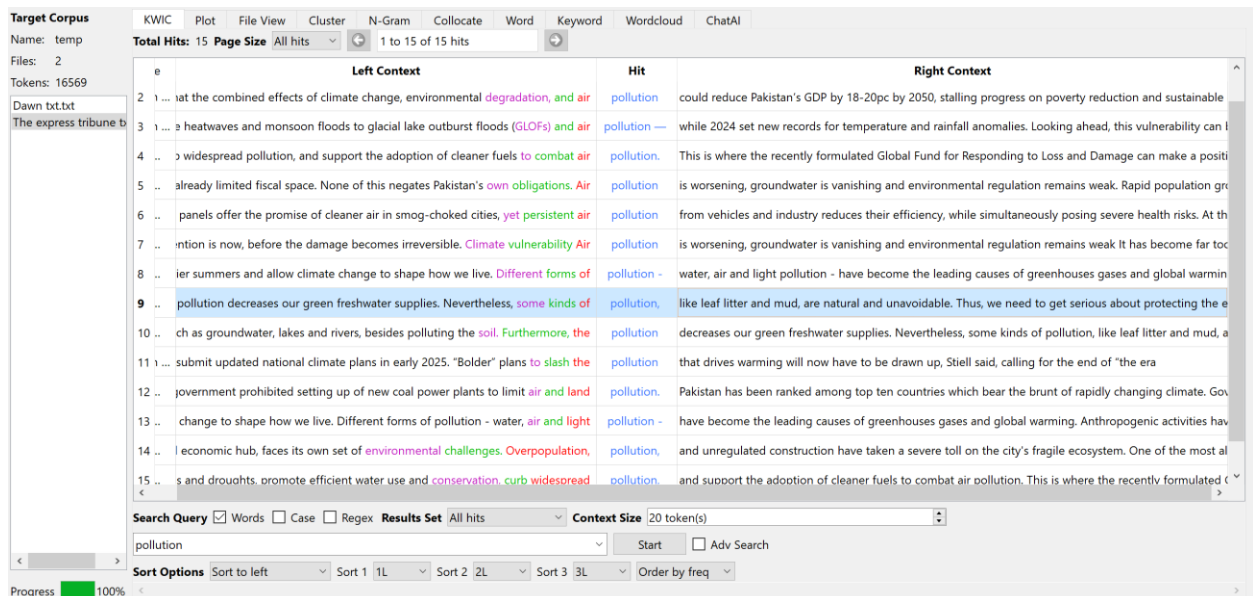 Target Corpus
Name: temp
Files: 2
Tokens: 16569
Dawn txt.txt
The express tribune
Progress 100%
KWIC Plot File View Cluster N-Gram Collocate Word Keyword Wordcloud ChatAI
Total Hits: 15 Page Size All hits 1 to 15 of 15 hits
e Left Context Hit Right Context
2 ... the combined effects of climate change, environmental degradation, and air pollution could reduce Pakistan's GDP by 18-20pc by 2050, stalling progress on poverty reduction and sustainable
3 ... heatwaves and monsoon floods to glacial lake outburst floods (GLOFs) and air pollution — while 2024 set new records for temperature and rainfall anomalies. Looking ahead, this vulnerability can
4 .. widespread pollution, and support the adoption of cleaner fuels to combat air pollution. This is where the recently formulated Global Fund for Responding to Loss and Damage can make a positi
5 .. already limited fiscal space. None of this negates Pakistan's own obligations. Air pollution is worsening, groundwater is vanishing and environmental regulation remains weak. Rapid population gro
6 .. panels offer the promise of cleaner air in smog-choked cities, yet persistent air pollution from vehicles and industry reduces their efficiency, while simultaneously posing severe health risks. At th
7 .. ention is now, before the damage becomes irreversible. Climate vulnerability Air pollution is worsening, groundwater is vanishing and environmental regulation remains weak It has become far too
8 .. ier summers and allow climate change to shape how we live. Different forms of pollution - water, air and light pollution - have become the leading causes of greenhouses gases and global warmin
9 .. pollution decreases our green freshwater supplies. Nevertheless, some kinds of pollution, like leaf litter and mud, are natural and unavoidable. Thus, we need to get serious about protecting the e
10 .. ch as groundwater, lakes and rivers, besides polluting the soil. Furthermore, the pollution decreases our green freshwater supplies. Nevertheless, some kinds of pollution, like leaf litter and mud, a
11 ... submit updated national climate plans in early 2025. "Bolder" plans to slash the pollution that drives warming will now have to be drawn up, Stiell said, calling for the end of "the era
12 .. government prohibited setting up of new coal power plants to limit air and land pollution. Pakistan has been ranked among top ten countries which bear the brunt of rapidly changing climate. Gov
13 .. change to shape how we live. Different forms of pollution - water, air and light pollution - have become the leading causes of greenhouses gases and global warming. Anthropogenic activities hav
14 .. economic hub, faces its own set of environmental challenges. Overpopulation, pollution, and unregulated construction have taken a severe toll on the city's fragile ecosystem. One of the most al
15 .. s and droughts, promote efficient water use and conservation, curb widespread pollution, and support the adoption of cleaner fuels to combat air pollution. This is where the recently formulated
Search Query Words Case Regex Results Set All hits Context Size 20 token(s)
pollution Start Adv Search
Sort Options Sort to left Sort 1 1L Sort 2 2L Sort 3 3L Order by freq